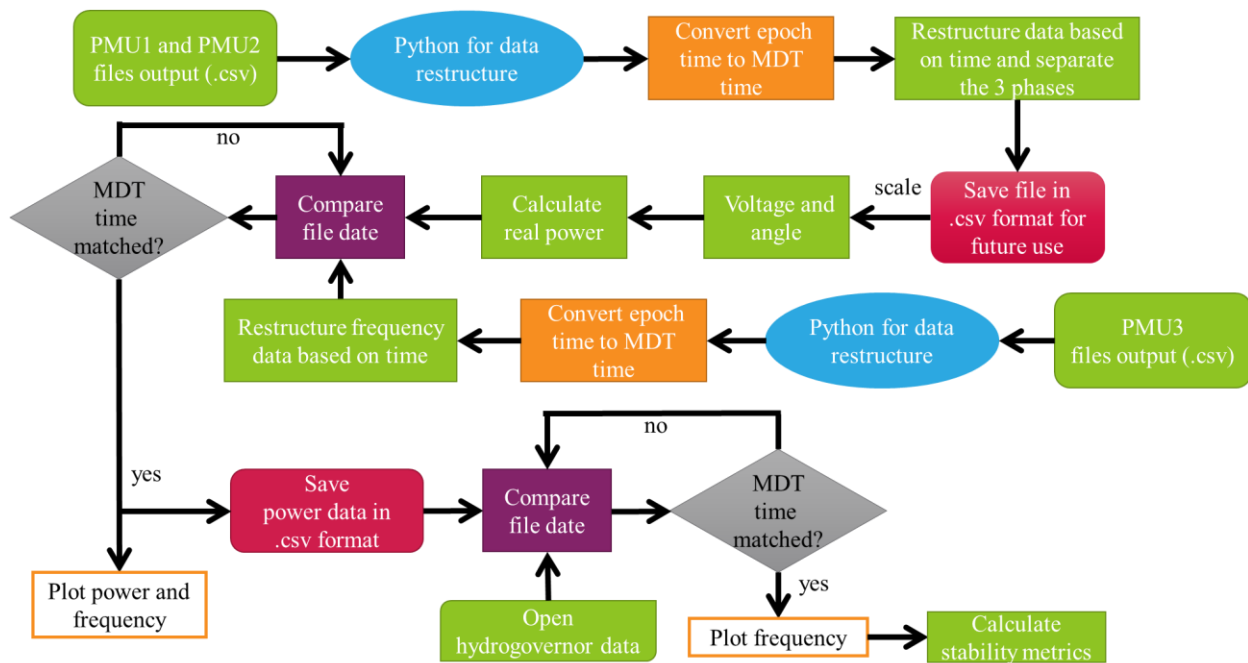 PMU1 and PMU2
files output (.csv)
Python for data
restructure
Convert epoch
time to MDT
time
Restructure data based
on time and separate
the 3 phases
no
MDT
time
matched?
Compare
file date
Calculate
real power
Voltage and
angle
scale
Save file in
.csv format for
future use
Restructure frequency
data based on time
Convert epoch
time to MDT
time
Python for data
restructure
PMU3
files output (.csv)
no
yes
Save
power data in
.csv format
Compare
file date
MDT
time
matched?
Plot power and
frequency
Open
hydrogovernor data
yes
Plot frequency
Calculate
stability metrics